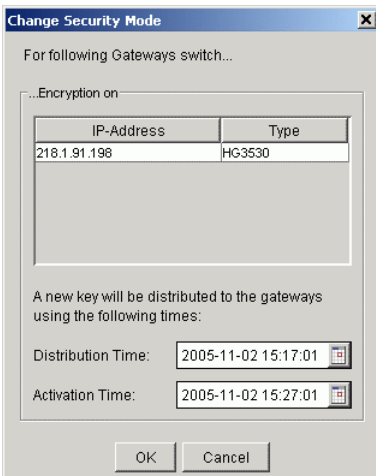 Change Security Mode
For following Gateways switch...
...Encryption on
IP-Address Type
218.1.91.198 HG3530
A new key will be distributed to the gateways
using the following times:
Distribution Time: 2005-11-02 15:17:01
Activation Time: 2005-11-02 15:27:01
OK Cancel